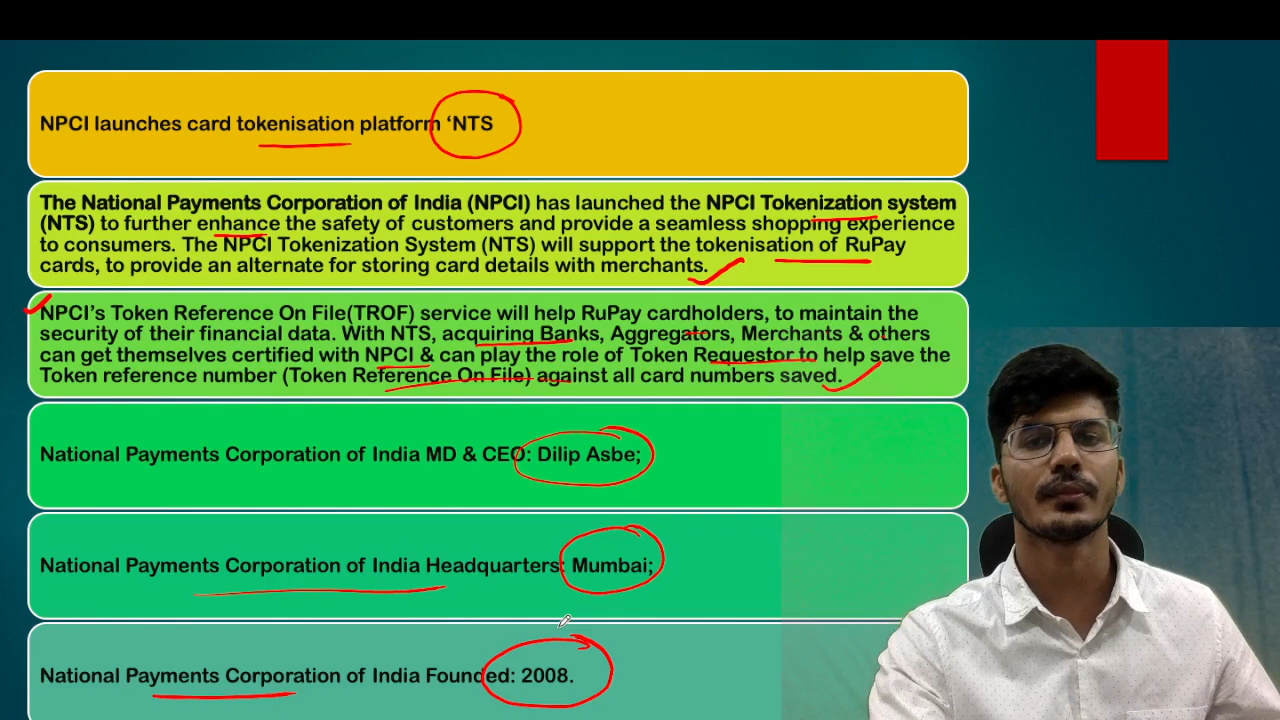 NPCI launches card tokenisation platform ‘NTS
The National Payments Corporation of India (NPCI) has launched the NPCI Tokenization system
(NTS) to further enhance the safety of customers and provide a seamless shopping experience
to consumers. The NPCI Tokenization System (NTS) will support the tokenisation of RuPay
cards, to provide an alternate for storing card details with merchants.
NPCI’s Token Reference On File(TROF) service will help RuPay cardholders, to maintain the
security of their financial data. With NTS, acquiring Banks, Aggregators, Merchants & others
can get themselves certified with NPCI & can play the role of Token Requestor to help save the
Token reference number (Token Reference On File) against all card numbers saved.
National Payments Corporation of India MD & CEO: Dilip Asbe;
National Payments Corporation of India Headquarters: Mumbai;
National Payments Corporation of India Founded: 2008.